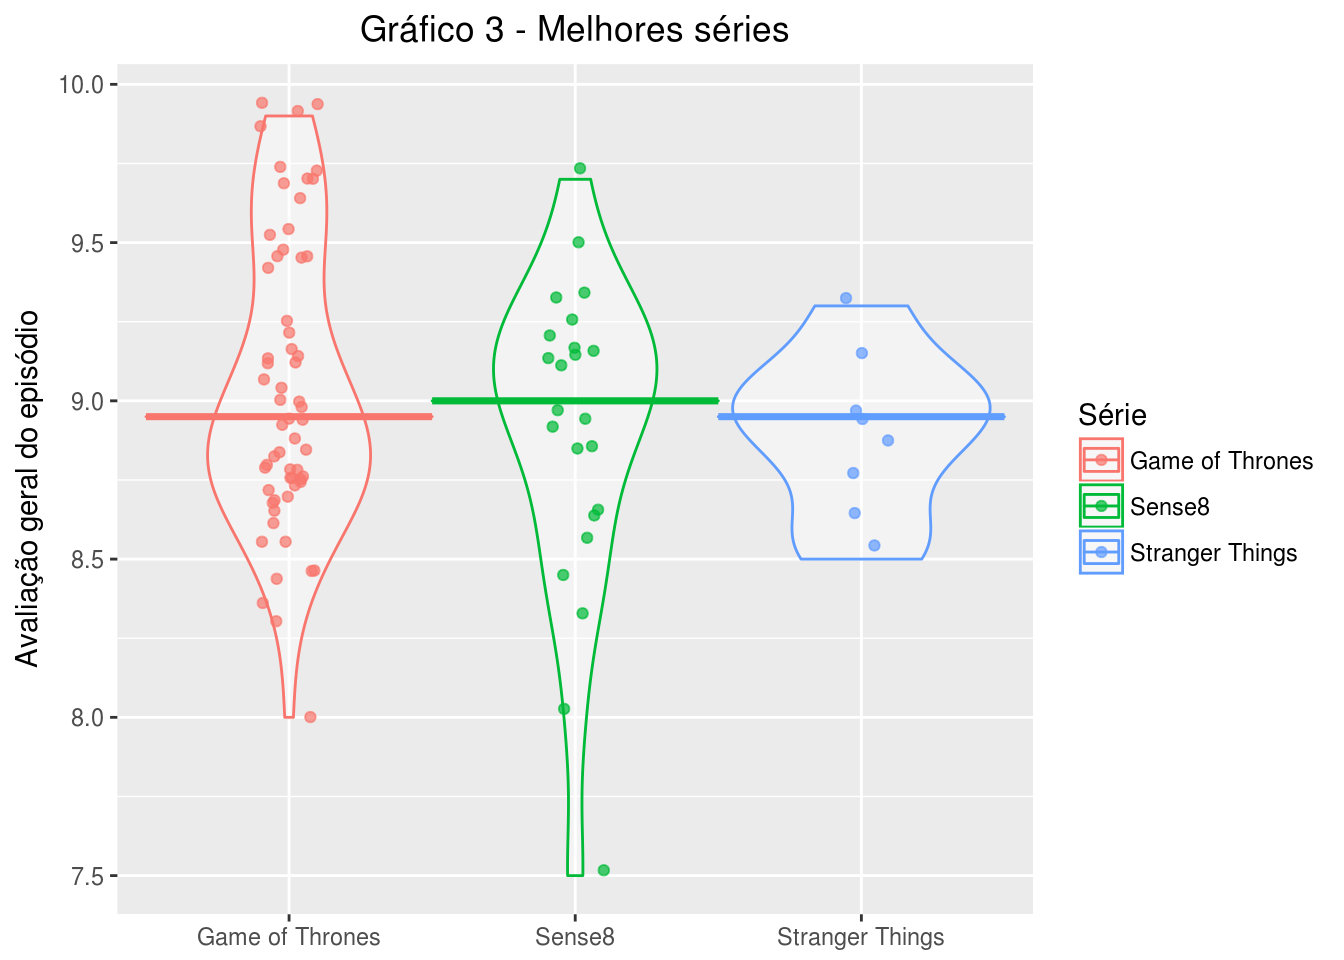 Gráfico 3 - Melhores séries
Avaliação geral do episódio
10.0
9.5
9.0
8.5
8.0
7.5
Game of Thrones
Sense8
Stranger Things
Série
Game of Thrones
Sense8
Stranger Things